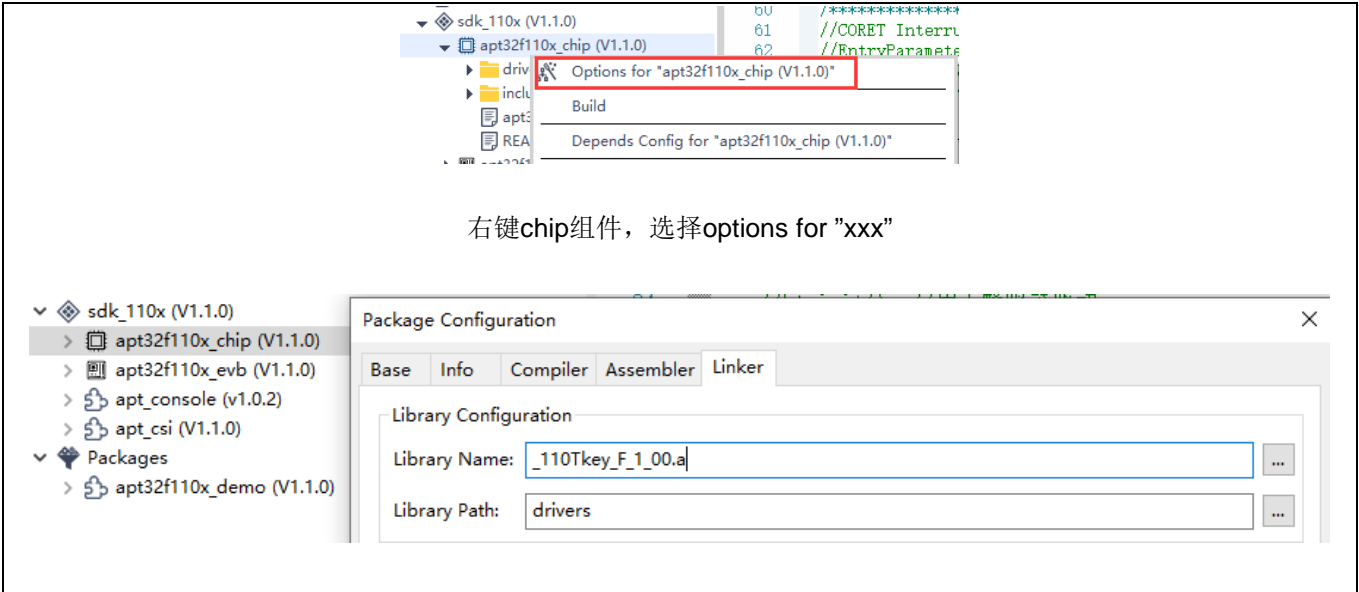 sdk_110x (V1.1.0)
60 /**************
61 //CORET Interru
apt32f110x_chip (V1.1.0)
62 //EntryParamete
driv
Options for "apt32f110x_chip (V1.1.0)"
inclu
Build
apt3
REA
Depends Config for "apt32f110x_chip (V1.1.0)"
右键chip组件，选择options for ”xxx”
sdk_110x (V1.1.0)
apt32f110x_chip (V1.1.0)
apt32f110x_evb (V1.1.0)
apt_console (v1.0.2)
apt_csi (V1.1.0)
Packages
apt32f110x_demo (V1.1.0)
Package Configuration
Base Info Compiler Assembler Linker
Library Configuration
Library Name: _110Tkey_F_1_00.a ...
Library Path: drivers ...